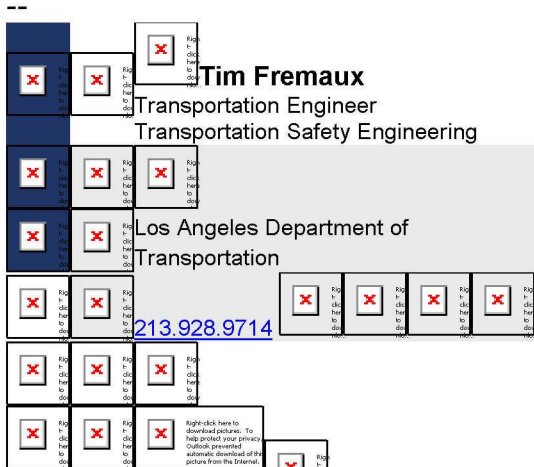 --
Tim Fremaux
Transportation Engineer
Transportation Safety Engineering
Los Angeles Department of
Transportation
213.928.9714
Right-click here to
download pictures. To
help protect your privacy,
Outlook prevented
automatic download of this
picture from the Internet.